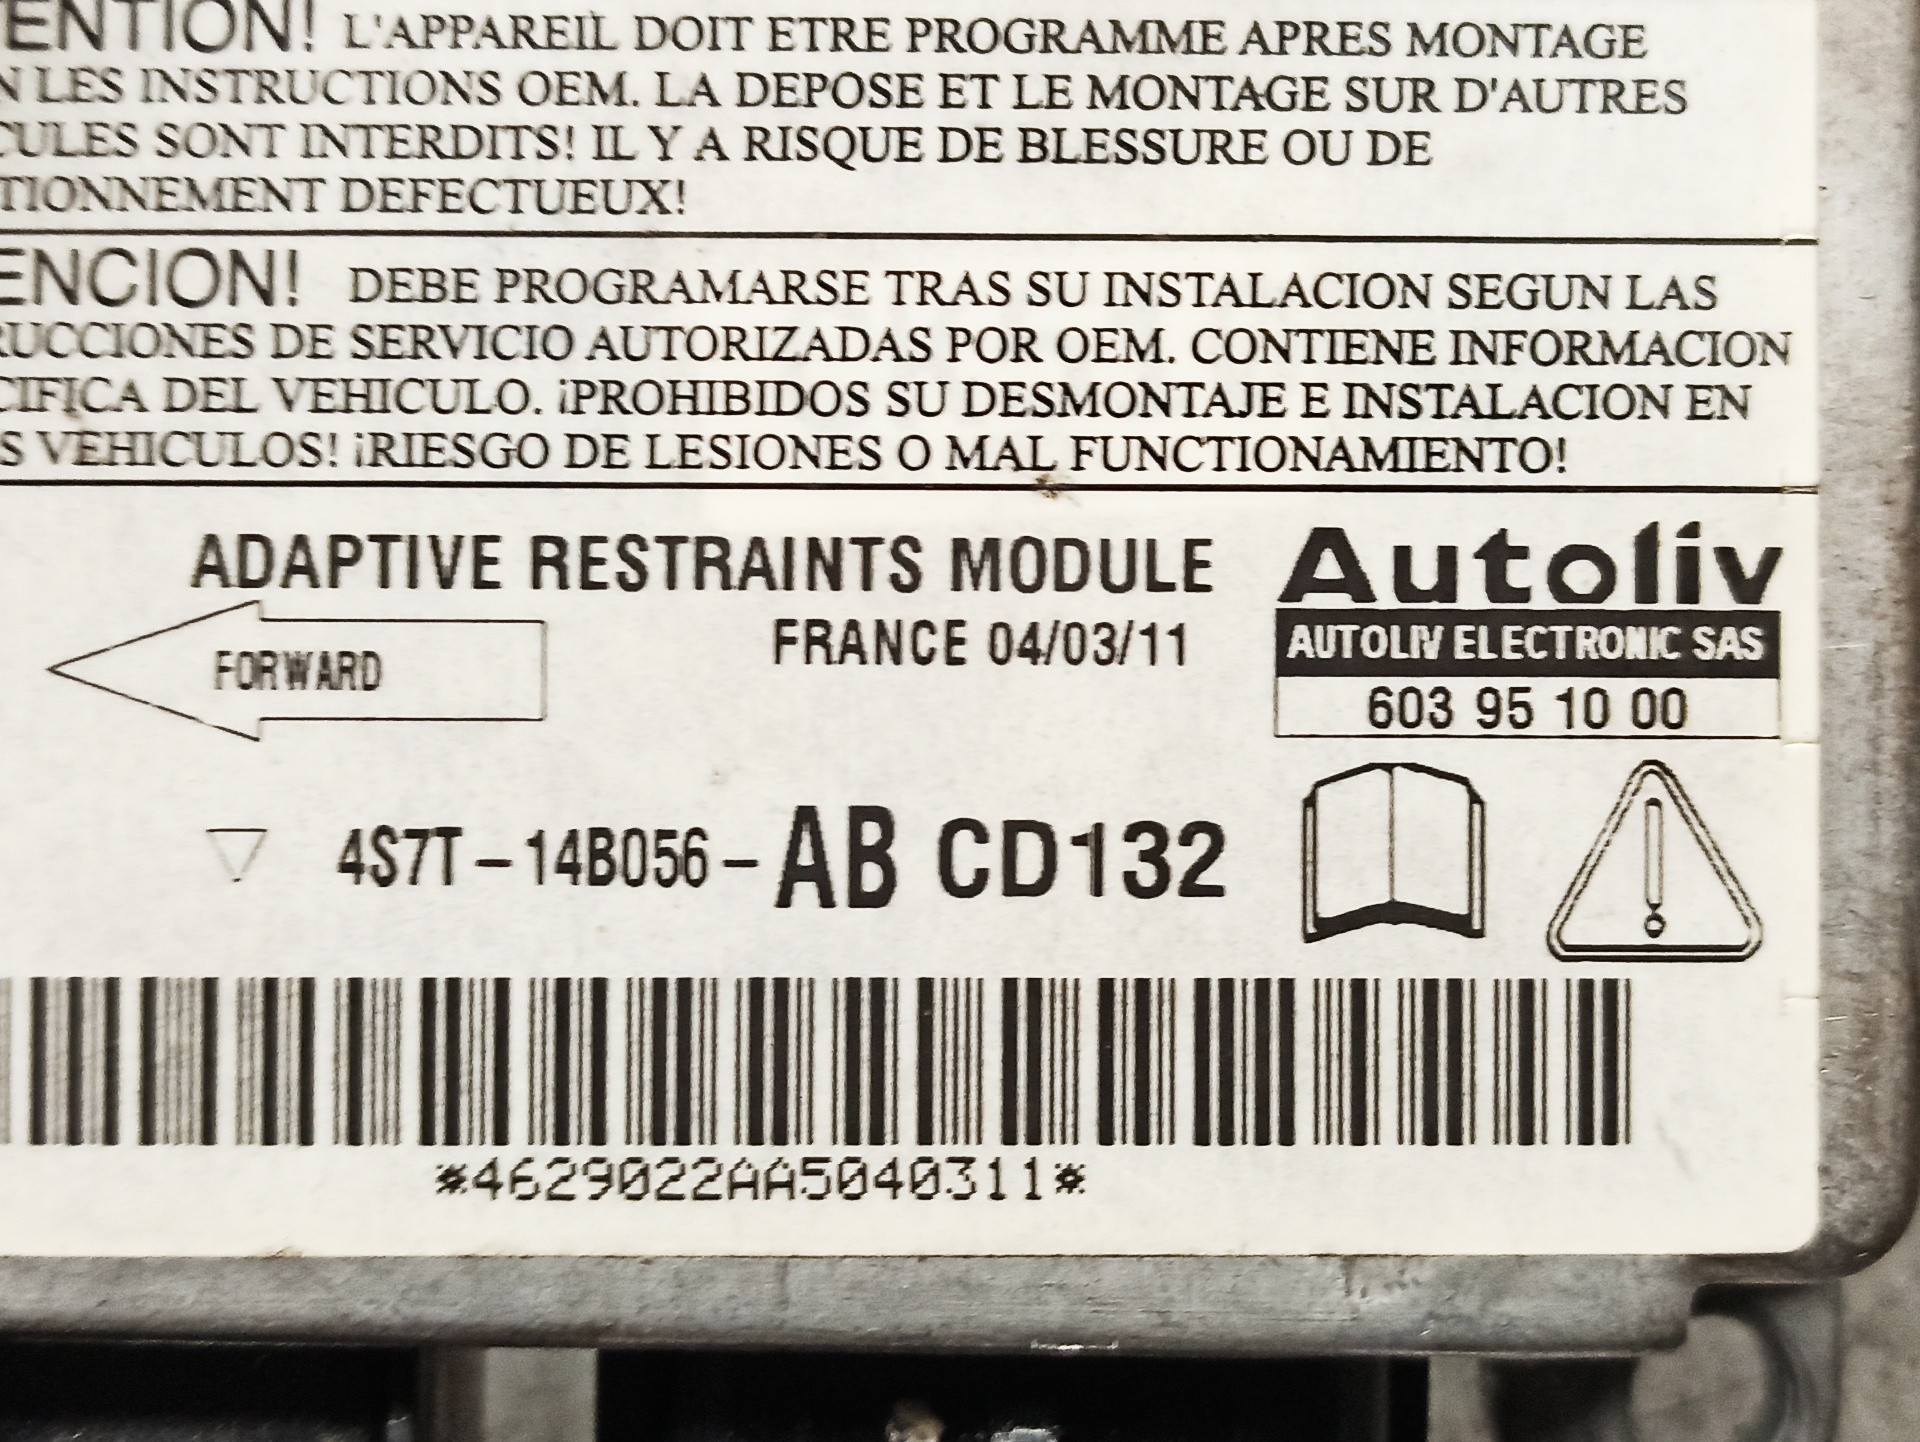 ENTION! L'APPAREIL DOIT ETRE PROGRAMME APRES MONTAGE
N LES INSTRUCTIONS OEM. LA DEPOSE ET LE MONTAGE SUR D'AUTRES
CULES SONT INTERDITS! IL Y A RISQUE DE BLESSURE OU DE
TIONNEMENT DEFECTUEUX!
ENCION! DEBE PROGRAMARSE TRAS SU INSTALACION SEGUN LAS
RUCCIONES DE SERVICIO AUTORIZADAS POR OEM. CONTIENE INFORMACION
CIFICA DEL VEHICULO. ¡PROHIBIDOS SU DESMONTAJE E INSTALACION EN
S VEHICULOS! ¡RIESGO DE LESIONES O MAL FUNCTIONAMIENTO!
ADAPTIVE RESTRAINTS MODULE
Autoliv
FORWARD
FRANCE 04/03/11
AUTOLIV ELECTRONIC SAS
603 95 10 00
4S7T-14B056-AB CD132
*4629022AA5040311*